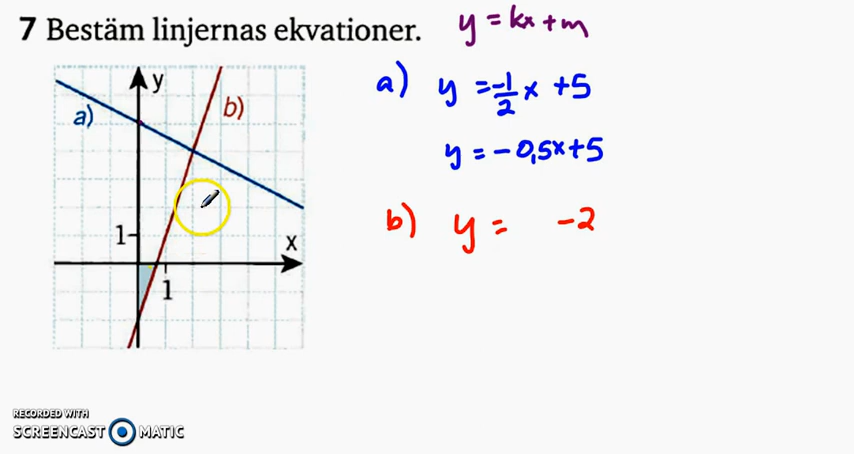 7 Bestäm linjernas ekvationer.
y = kx + m
a) y = -1/2 x + 5
y = -0,5x + 5
b) y = -2
y
a)
b)
1
x
1
RECORDED WITH
SCREENCAST MATIC